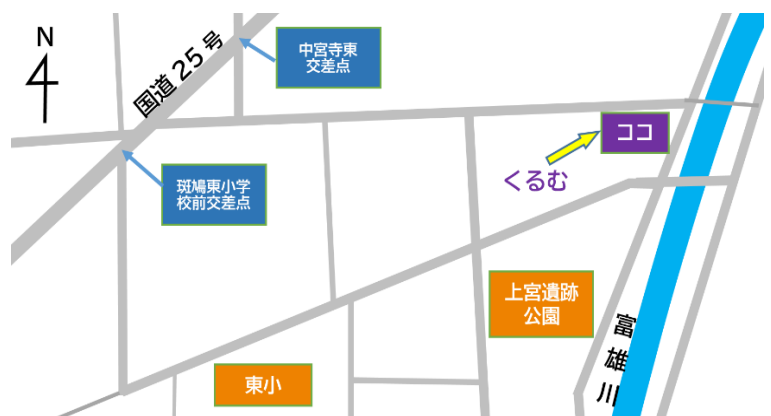 N
国道25号
中宮寺東
交差点
ココ
くるむ
斑鳩東小学
校前交差点
上宮遺跡
公園
富雄川
東小